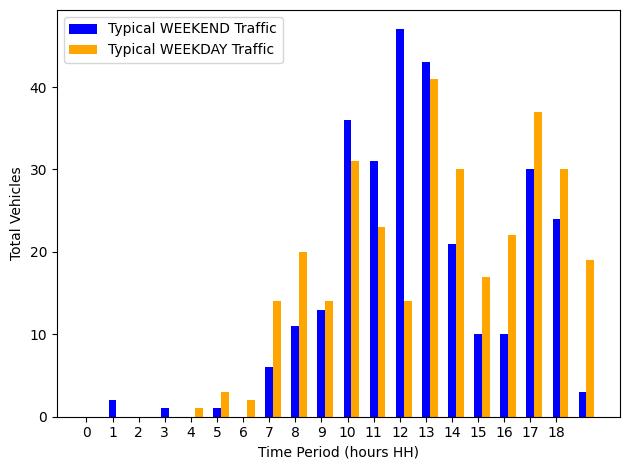 Typical WEEKEND Traffic
Typical WEEKDAY Traffic
40
30
20
10
0
Total Vehicles
0 1 2 3 4 5 6 7 8 9 10 11 12 13 14 15 16 17 18
Time Period (hours HH)